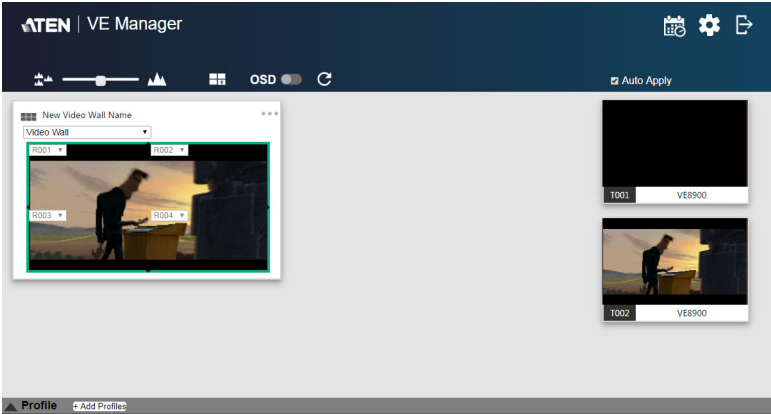 ATEN VE Manager
OSD
Auto Apply
New Video Wall Name
Video Wall
R001 R002
R003 R004
T001 VE8900
T002 VE8900
Profile + Add Profiles